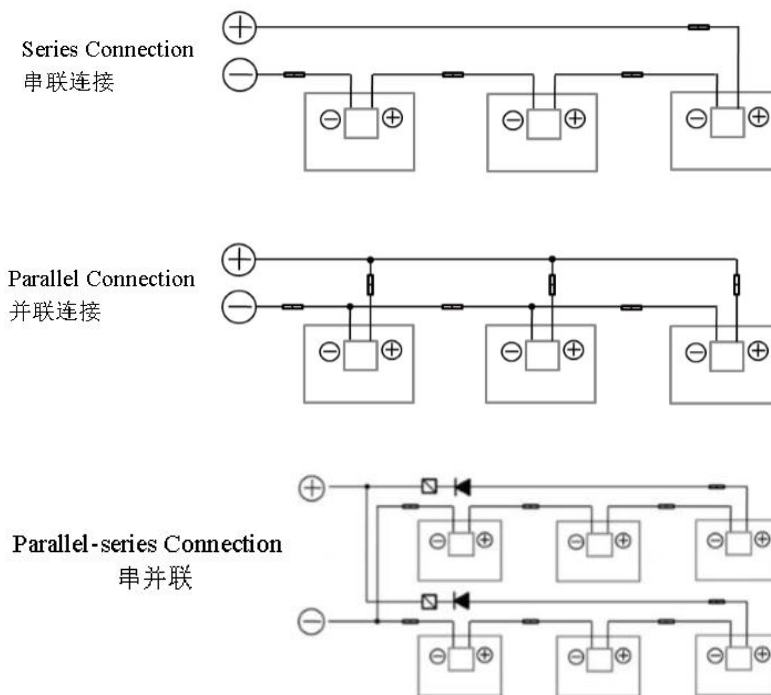 Series Connection
串联连接
Parallel Connection
并联连接
Parallel-series Connection
串并联